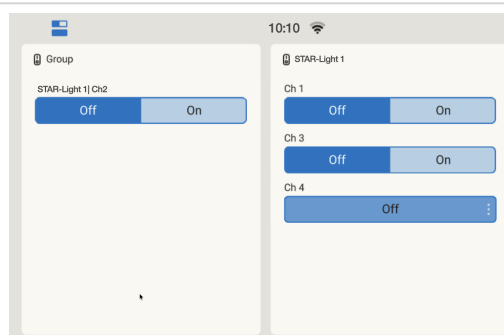 10:10
Group
STAR-Light 1| Ch2
Off On
STAR-Light 1
Ch 1
Off On
Ch 3
Off On
Ch 4
Off